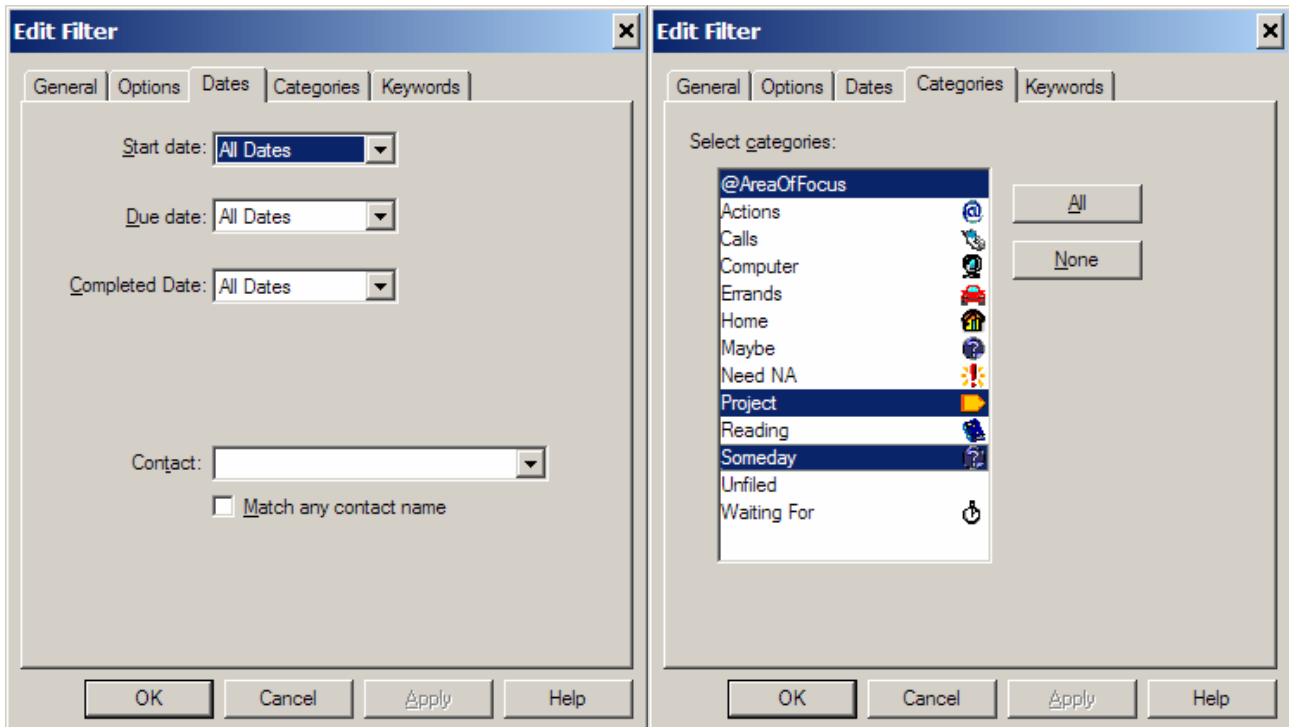 Edit Filter
General Options Dates Categories Keywords
Start date: All Dates
Due date: All Dates
Completed Date: All Dates
Contact:
Match any contact name
OK Cancel Apply Help
Edit Filter
General Options Dates Categories Keywords
Select categories:
@AreaOfFocus
Actions
Calls
Computer
Errands
Home
Maybe
Need NA
Project
Reading
Someday
Unfiled
Waiting For
All
None
OK Cancel Apply Help